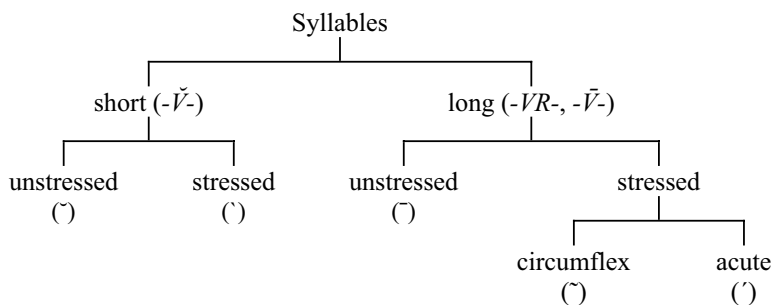 Syllables
short (-V̆-) long (-VR-, -V̄-)
unstressed stressed unstressed stressed
(˘) (`) (¯)
circumflex acute
(˜) (´)